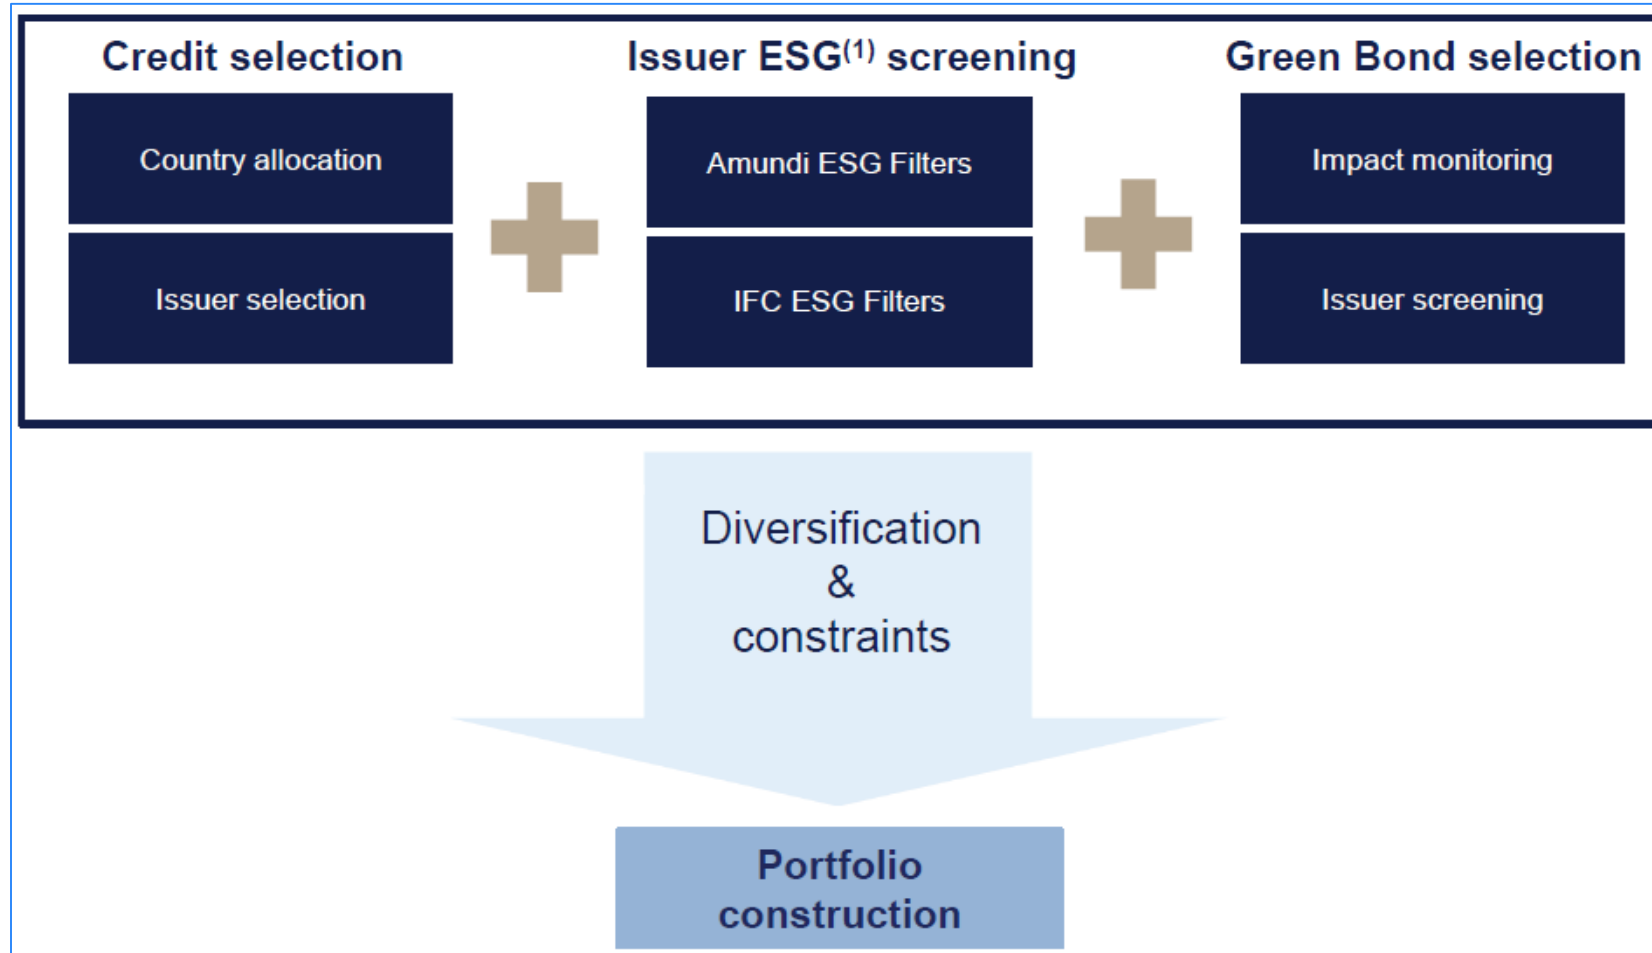 Credit selection
Country allocation
Issuer selection
Issuer ESG(1) screening
Amundi ESG Filters
IFC ESG Filters
Green Bond selection
Impact monitoring
Issuer screening
Diversification
&
constraints
Portfolio
construction